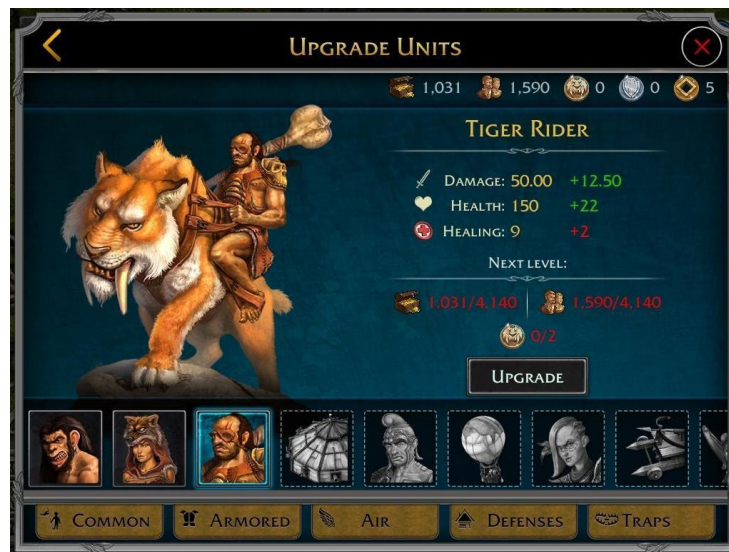 UPGRADE UNITS
1,031 1,590 0 0 5
TIGER RIDER
DAMAGE: 50.00 +12.50
HEALTH: 150 +22
HEALING: 9 +2
NEXT LEVEL:
1,031/4,140 1,590/4,140
0/2
UPGRADE
COMMON ARMORED AIR DEFENSES TRAPS